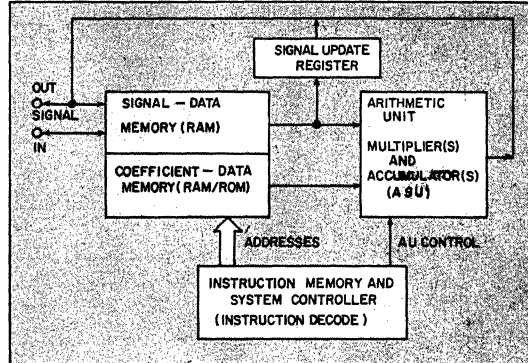 SIGNAL UPDATE
REGISTER
OUT
SIGNAL
IN
SIGNAL – DATA
MEMORY (RAM)
COEFFICIENT – DATA
MEMORY (RAM/ROM)
ARITHMETIC
UNIT
MULTIPLIER(S)
AND
ACCUMULATOR(S)
(ASU)
ADDRESSES
AU CONTROL
INSTRUCTION MEMORY AND
SYSTEM CONTROLLER
(INSTRUCTION DECODE)